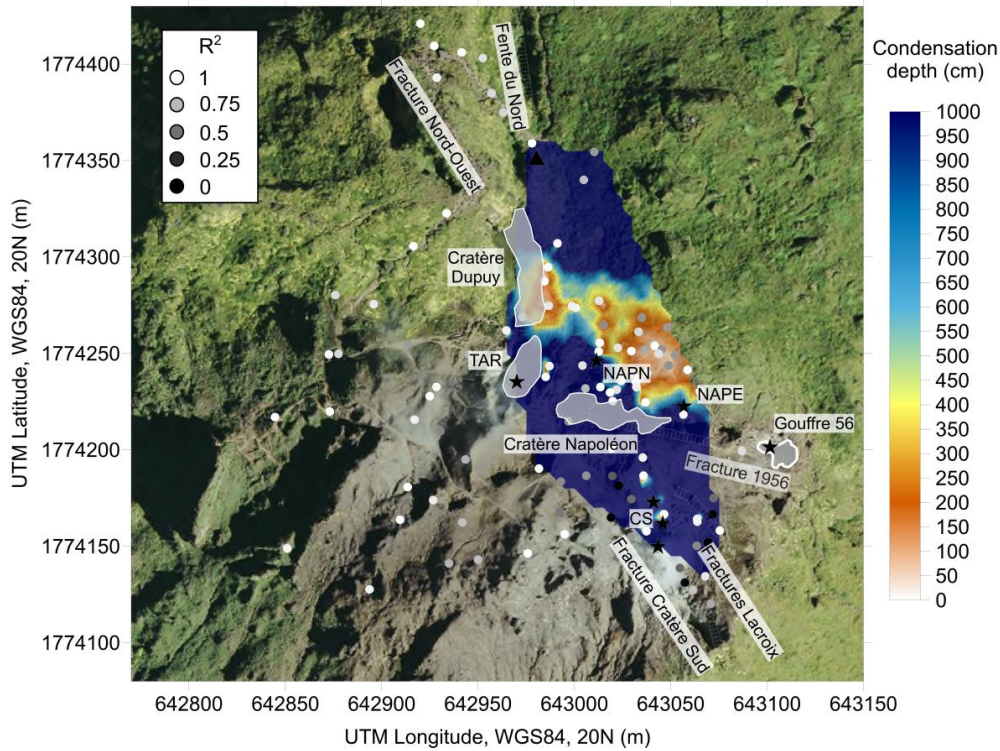 R2
1
0.75
0.5
0.25
0
Fente du Nord
Fracture Nord-Ouest
Condensation
depth (cm)
1000
950
900
850
800
750
700
650
600
550
500
450
400
350
300
250
200
150
100
50
0
Cratère
Dupuy
TAR
NAPN
NAPE
Gouffre 56
Cratère Napoléon
Fracture 1956
CS
Fracture Cratère Sud
Fractures Lacroix
UTM Latitude, WGS84, 20N (m)
1774400
1774350
1774300
1774250
1774200
1774150
1774100
642800 642850 642900 642950 643000 643050 643100 643150
UTM Longitude, WGS84, 20N (m)